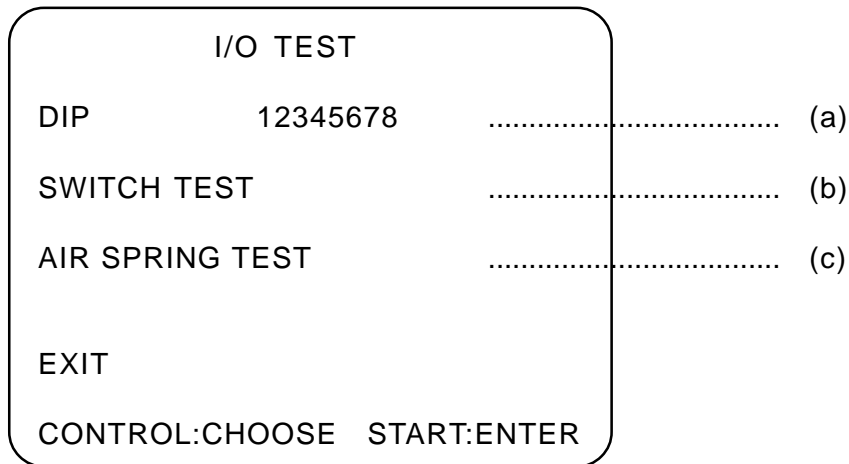 I/O TEST
DIP 12345678 .............................. (a)
SWITCH TEST .............................. (b)
AIR SPRING TEST .............................. (c)
EXIT
CONTROL:CHOOSE START:ENTER